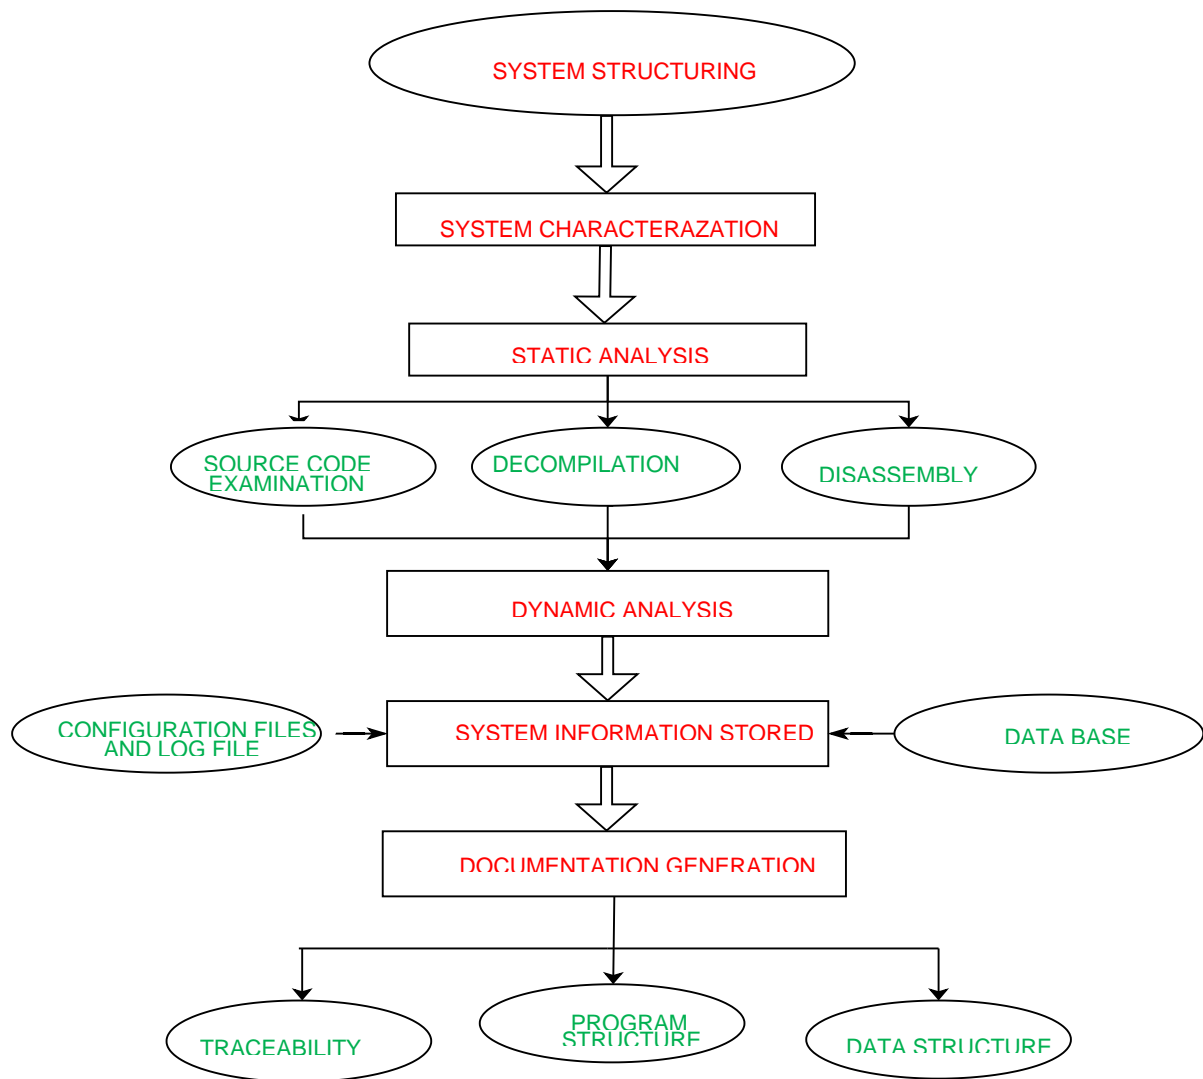 SYSTEM STRUCTURING
SYSTEM CHARACTERAZATION
STATIC ANALYSIS
SOURCE CODE
EXAMINATION
DECOMPILATION
DISASSEMBLY
DYNAMIC ANALYSIS
CONFIGURATION FILES
AND LOG FILE
SYSTEM INFORMATION STORED
DATA BASE
DOCUMENTATION GENERATION
TRACEABILITY
PROGRAM
STRUCTURE
DATA STRUCTURE